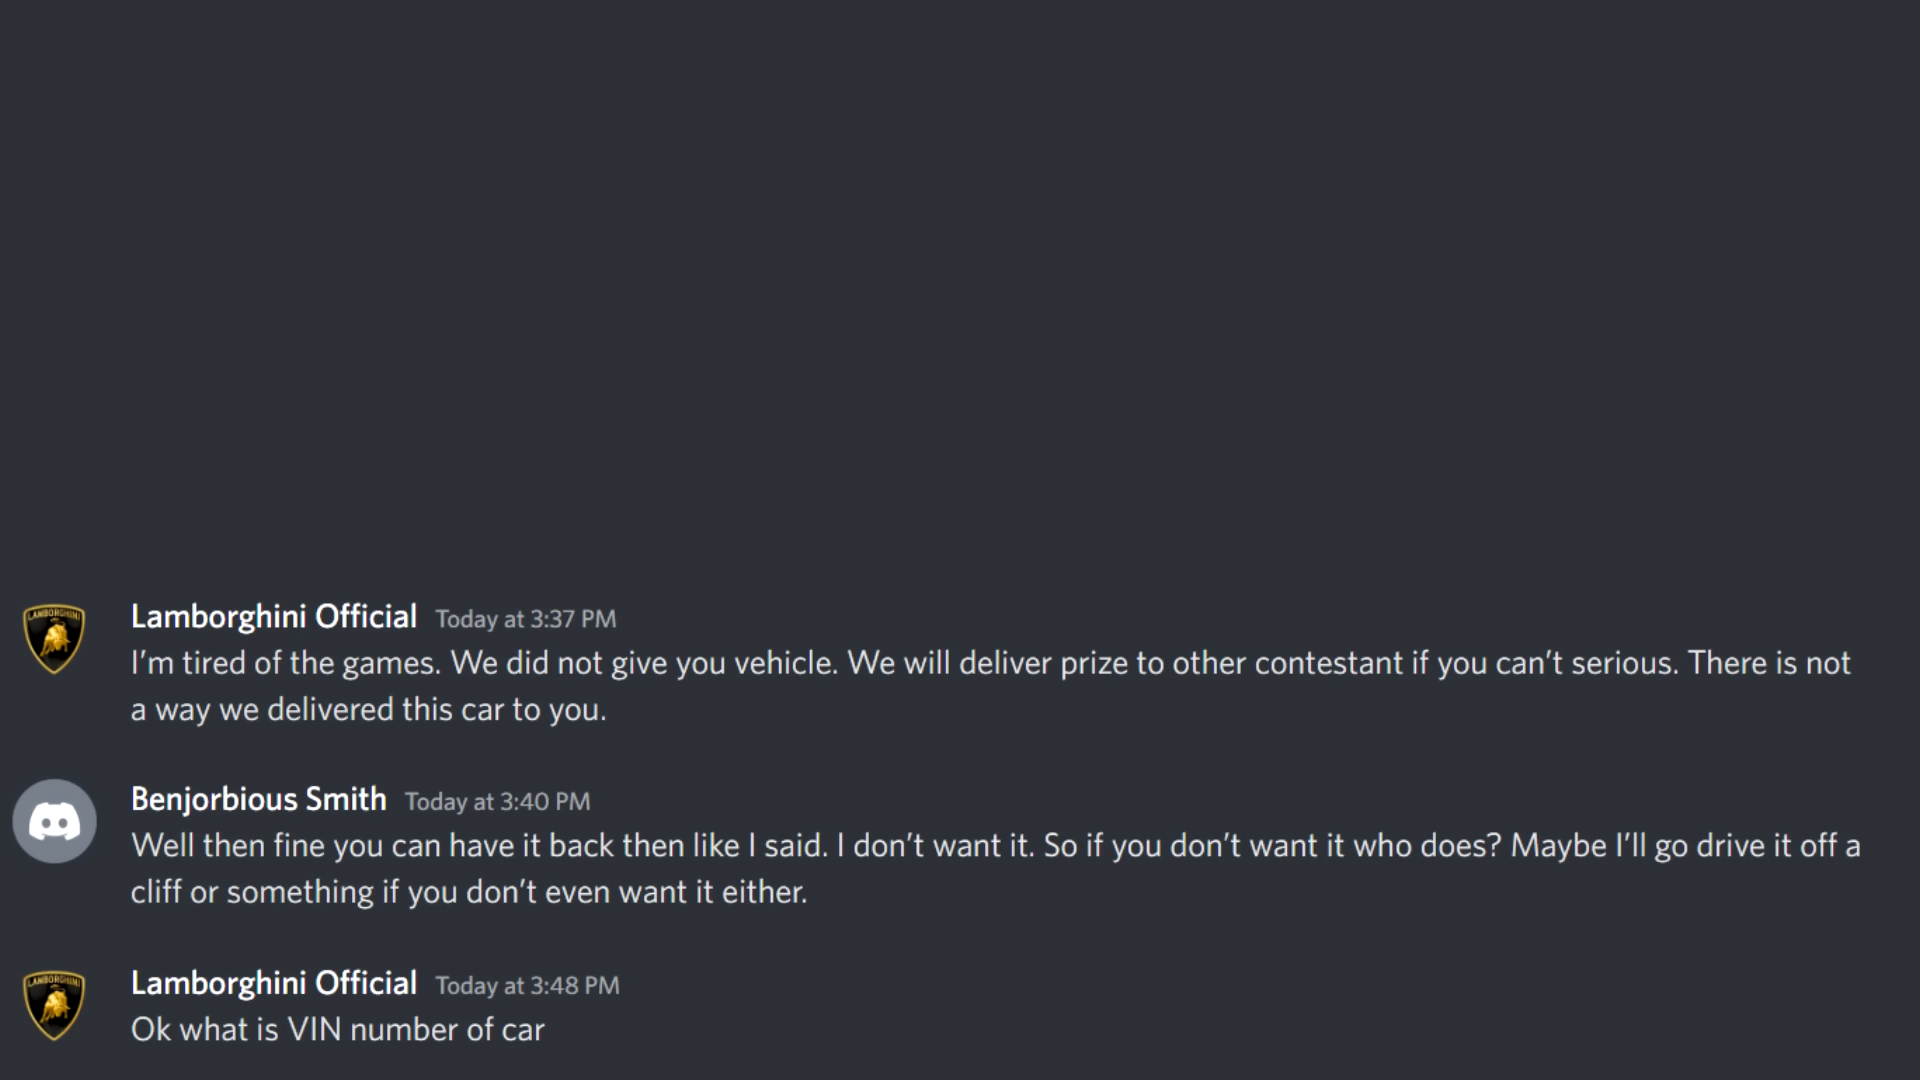 LAMBORGHINI
Lamborghini Official Today at 3:37 PM
I’m tired of the games. We did not give you vehicle. We will deliver prize to other contestant if you can’t serious. There is not
a way we delivered this car to you.
Benjorbious Smith Today at 3:40 PM
Well then fine you can have it back then like I said. I don’t want it. So if you don’t want it who does? Maybe I’ll go drive it off a
cliff or something if you don’t even want it either.
LAMBORGHINI
Lamborghini Official Today at 3:48 PM
Ok what is VIN number of car